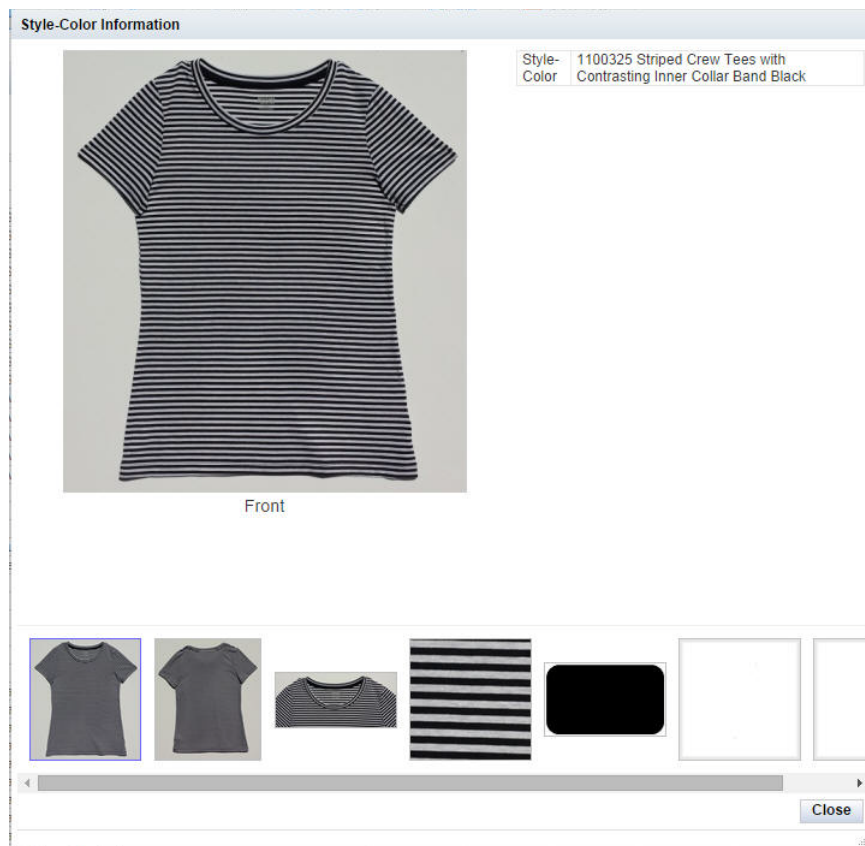 Style-Color Information
Style-
Color
1100325 Striped Crew Tees with
Contrasting Inner Collar Band Black
Front
Close